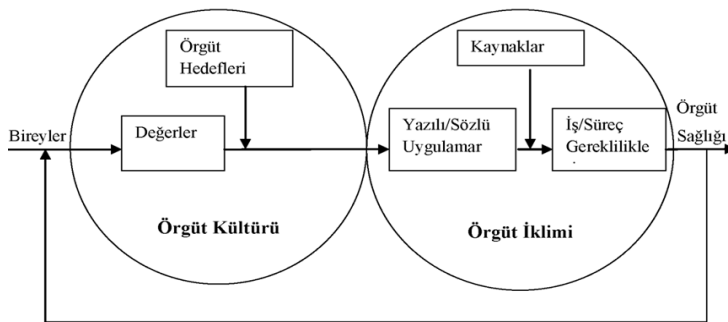 Örgüt
Hedefleri
Kaynaklar
Bireyler
Değerler
Yazılı/Sözlü
Uygulamar
İş/Süreç
Gereklilikle
.
Örgüt
Sağlığı
Örgüt Kültürü
Örgüt İklimi